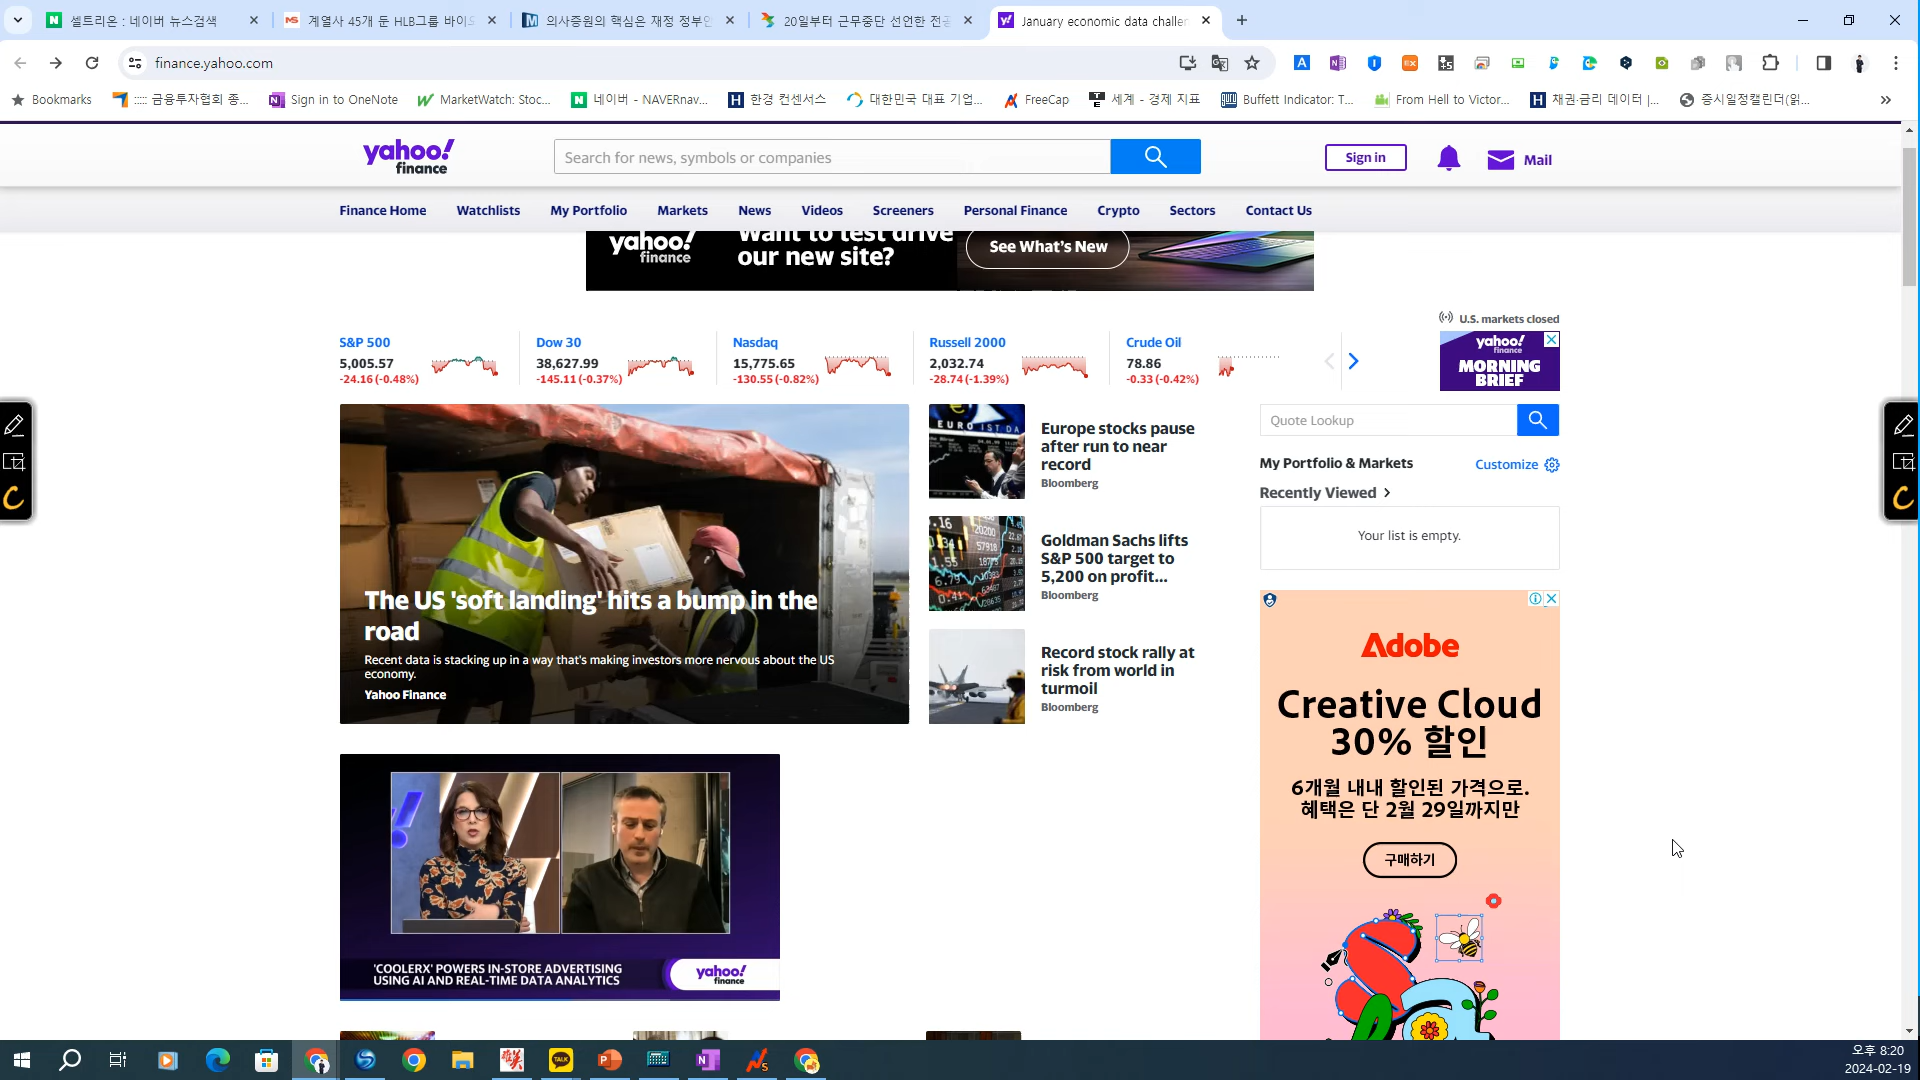 셀트리온 : 네이버 뉴스검색
계열사 45개 둔 HLB그룹 바이오
의사증원의 핵심은 재정 정부안
20일부터 근무중단 선언한 전공
January economic data challen
finance.yahoo.com
Bookmarks
::::: 금융투자협회 종...
Sign in to OneNote
MarketWatch: Stoc...
네이버 - NAVERnav...
한경 컨센서스
대한민국 대표 기업...
FreeCap
세계 - 경제 지표
Buffett Indicator: T...
From Hell to Victor...
채권·금리 데이터 |...
증시일정캘린더(읽...
yahoo! finance
Search for news, symbols or companies
Sign in
Mail
Finance Home
Watchlists
My Portfolio
Markets
News
Videos
Screeners
Personal Finance
Crypto
Sectors
Contact Us
yahoo! finance
Want to test drive
our new site?
See What's New
U.S. markets closed
S&P 500
5,005.57
-24.16 (-0.48%)
Dow 30
38,627.99
-145.11 (-0.37%)
Nasdaq
15,775.65
-130.55 (-0.82%)
Russell 2000
2,032.74
-28.74 (-1.39%)
Crude Oil
78.86
-0.33 (-0.42%)
yahoo! finance
MORNING
BRIEF
The US 'soft landing' hits a bump in the
road
Recent data is stacking up in a way that's making investors more nervous about the US
economy.
Yahoo Finance
Europe stocks pause
after run to near
record
Bloomberg
Goldman Sachs lifts
S&P 500 target to
5,200 on profit...
Bloomberg
Record stock rally at
risk from world in
turmoil
Bloomberg
Quote Lookup
My Portfolio & Markets
Customize
Recently Viewed
Your list is empty.
Adobe
Creative Cloud
30% 할인
6개월 내내 할인된 가격으로.
혜택은 단 2월 29일까지만
구매하기
'COOLERX' POWERS IN-STORE ADVERTISING
USING AI AND REAL-TIME DATA ANALYTICS
yahoo! finance
오후 8:20
2024-02-19